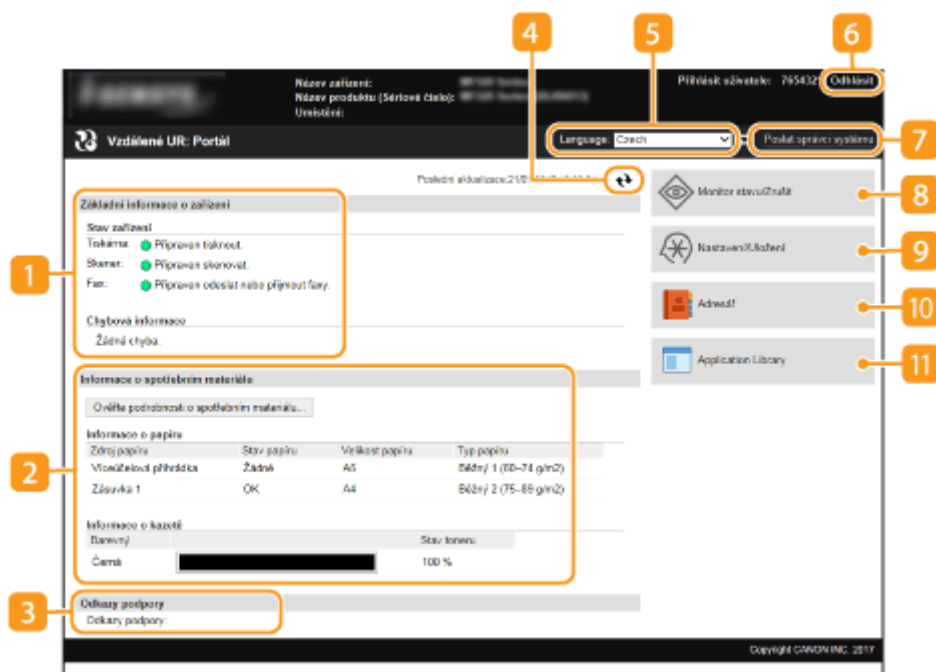 4
5
6
Název zařízení:
Název produktu (Sériové číslo):
Umístění:
Přihlásit uživatele: 765432
Odhlásit
Vzdálené UR: Portál
Language: Czech
Poslat správci systému
7
Poslední aktualizace:
Základní informace o zařízení
Stav zařízení
Tiskárna: Připraven tisknout.
Skener: Připraven skenovat.
Fax: Připraven odeslat nebo přijmout faxy.
1
Chybová informace
Žádná chyba.
Monitor stavu/Zrušit
8
Nastavení/Uložení
9
Adresář
10
Application Library
11
Informace o spotřebním materiálu
Ověřte podrobnosti o spotřebním materiálu...
Informace o papíru
Zdroj papíru Stav papíru Velikost papíru Typ papíru
Víceúčelová přihrádka Žádné A5 Běžný 1 (60–74 g/m2)
2
Zásuvka 1 OK A4 Běžný 2 (75–89 g/m2)
Informace o kazetě
Barevný Stav toneru
Černá 100 %
3
Odkazy podpory
Odkazy podpory:
Copyright CANON INC. 2017